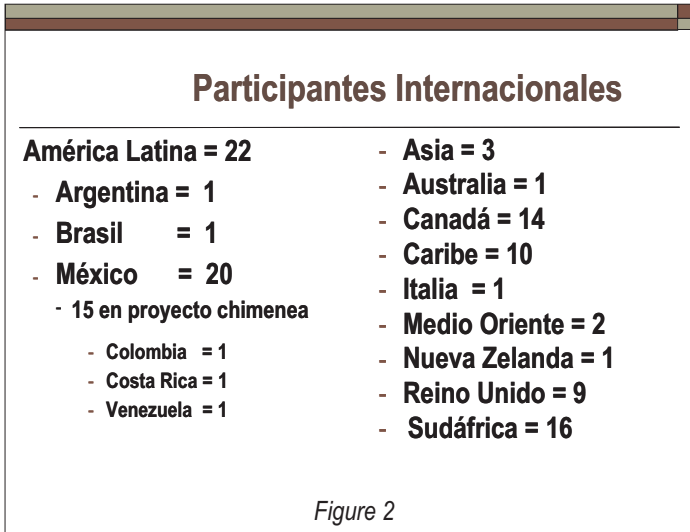 Participantes Internacionales
América Latina = 22
- Argentina = 1
- Brasil = 1
- México = 20
- 15 en proyecto chimenea
- Colombia = 1
- Costa Rica = 1
- Venezuela = 1
- Asia = 3
- Australia = 1
- Canadá = 14
- Caribe = 10
- Italia = 1
- Medio Oriente = 2
- Nueva Zelanda = 1
- Reino Unido = 9
- Sudáfrica = 16
Figure 2